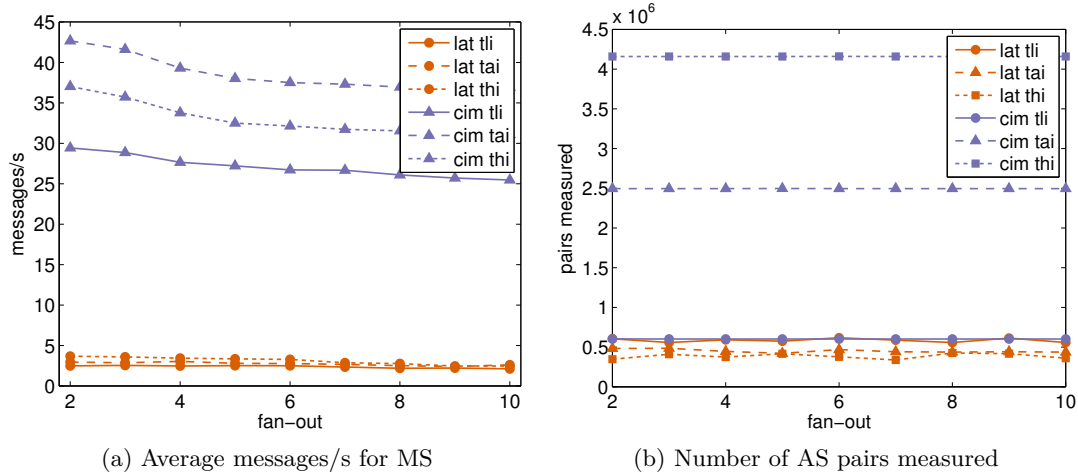 45
40
35
30
25
20
15
10
5
0
2
4
6
8
10
messages/s
fan−out
lat tli
lat tai
lat thi
cim tli
cim tai
cim thi
(a) Average messages/s for MS
x 10^6
4.5
4
3.5
3
2.5
2
1.5
1
0.5
0
2
4
6
8
10
pairs measured
fan−out
lat tli
lat tai
lat thi
cim tli
cim tai
cim thi
(b) Number of AS pairs measured